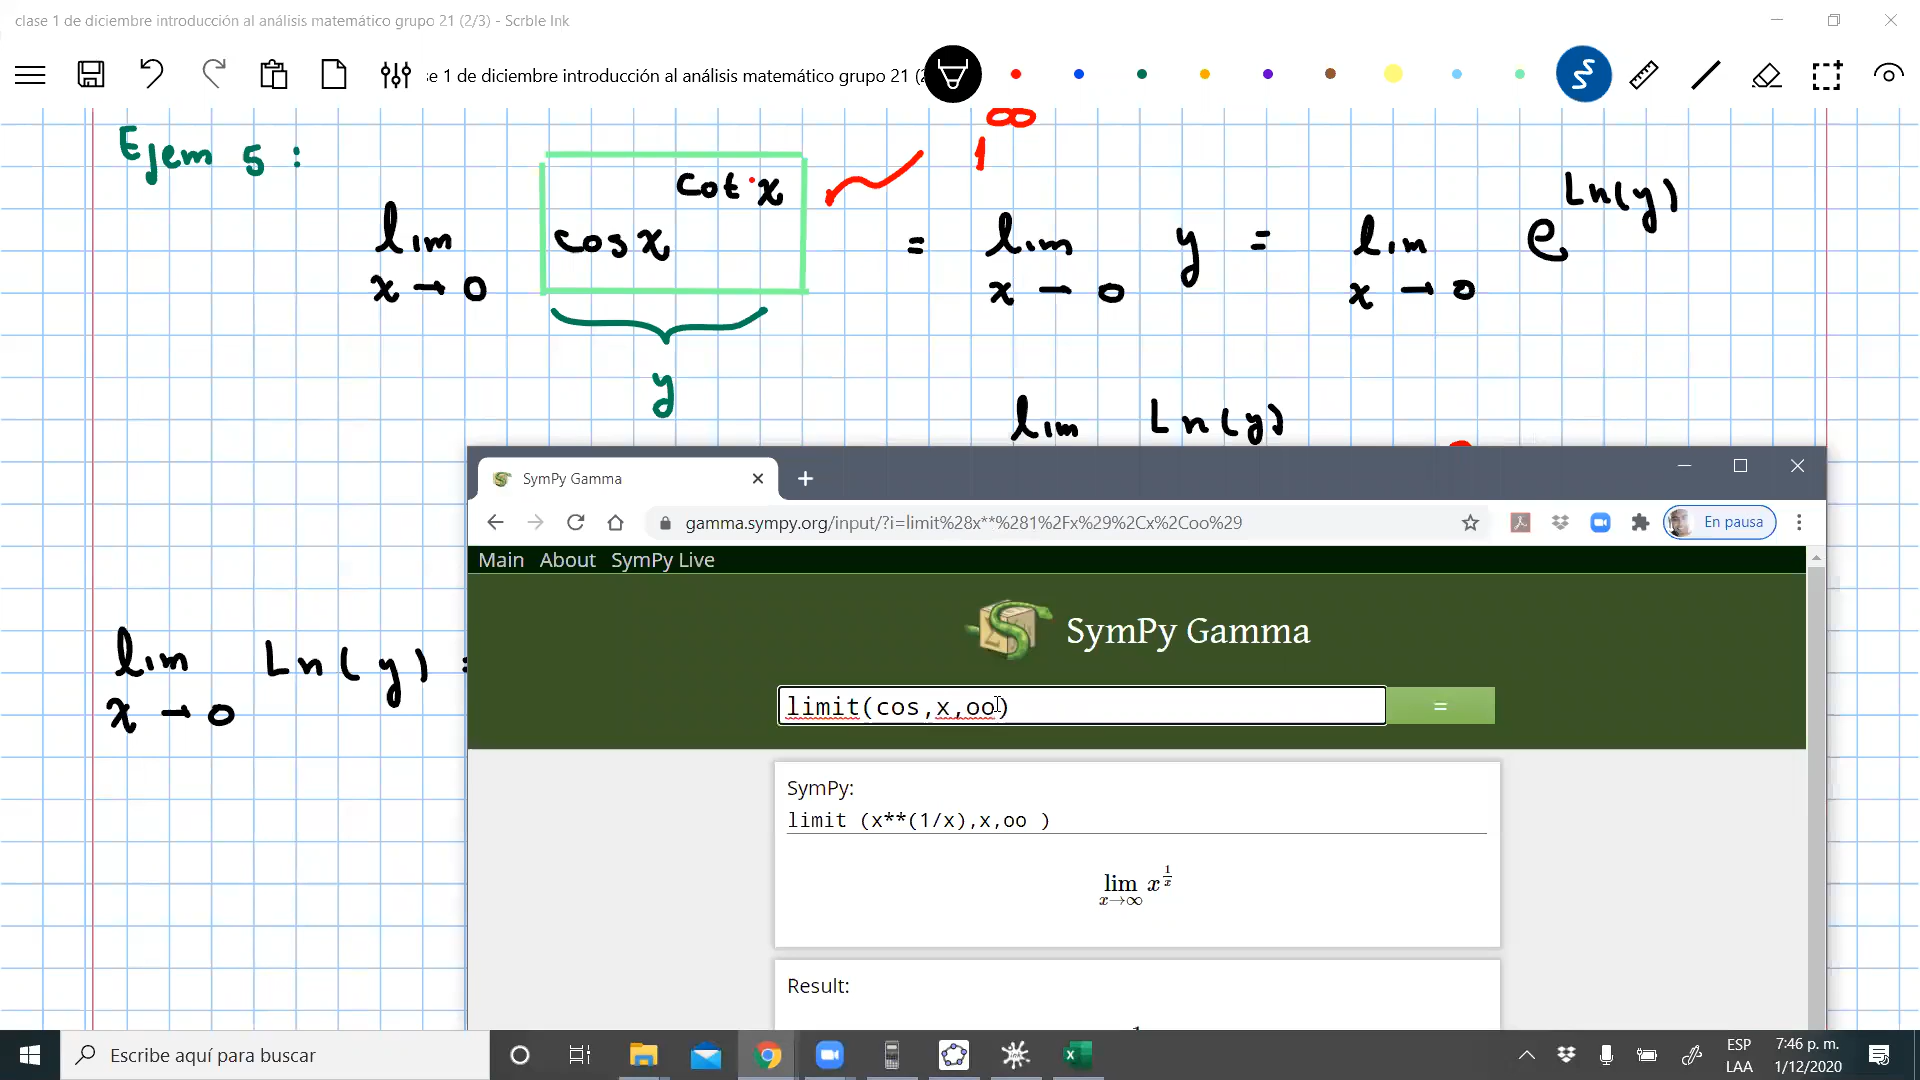 clase 1 de diciembre introducción al análisis matemático grupo 21 (2/3) - Scrble Ink
se 1 de diciembre introducción al análisis matemático grupo 21 (2
Ejem 5 :
1^∞
lim cos x^cot x = lim y = lim e^Ln(y)
x → 0 x → 0 x → 0
y
lim Ln(y)
SymPy Gamma
gamma.sympy.org/input/?i=limit%28x**%281%2Fx%29%2Cx%2Coo%29
En pausa
Main About SymPy Live
SymPy Gamma
lim Ln(y) =
x → 0
limit(cos,x,oo) =
SymPy:
limit (x**(1/x),x,oo )
lim x^1/x
x→∞
Result:
1
Escribe aquí para buscar
ESP
LAA
7:46 p. m.
1/12/2020